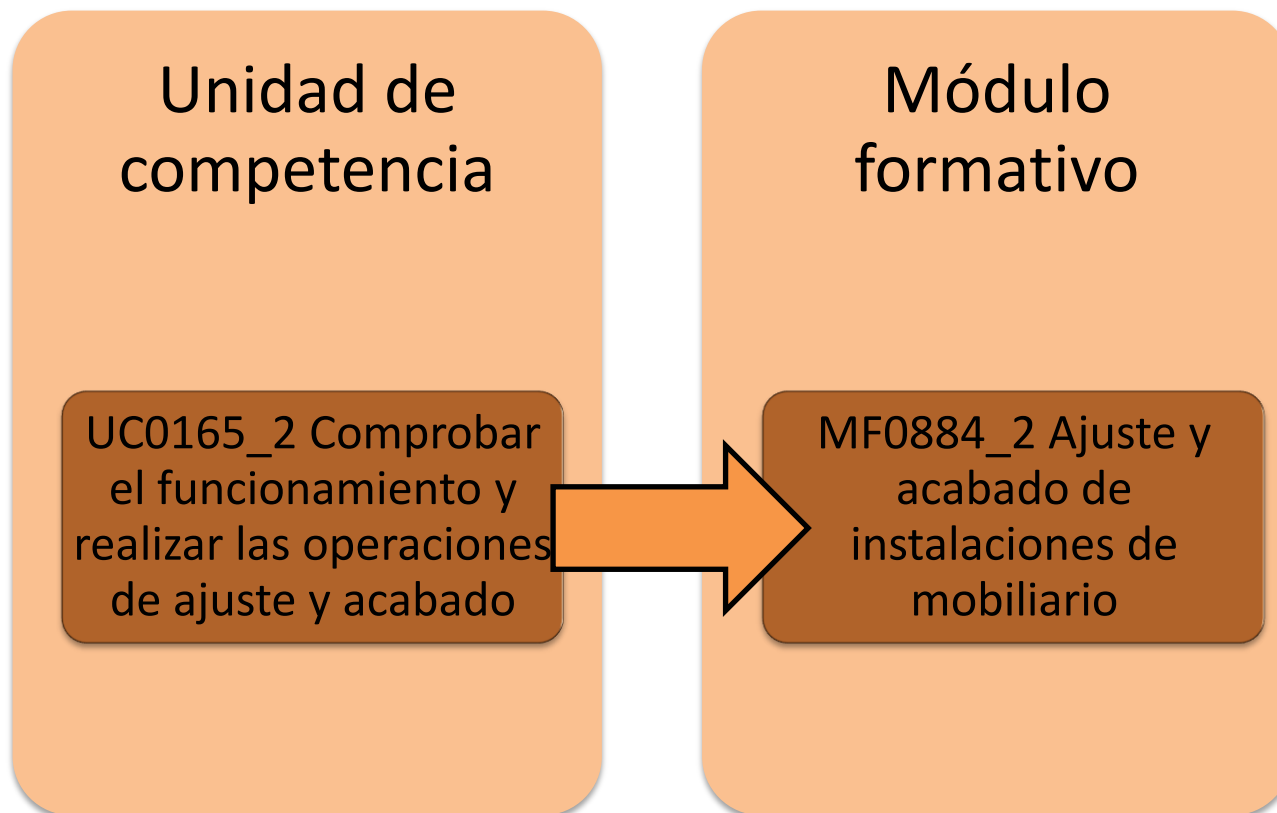 Unidad de
competencia
UC0165_2 Comprobar
el funcionamiento y
realizar las operaciones
de ajuste y acabado
Módulo
formativo
MF0884_2 Ajuste y
acabado de
instalaciones de
mobiliario